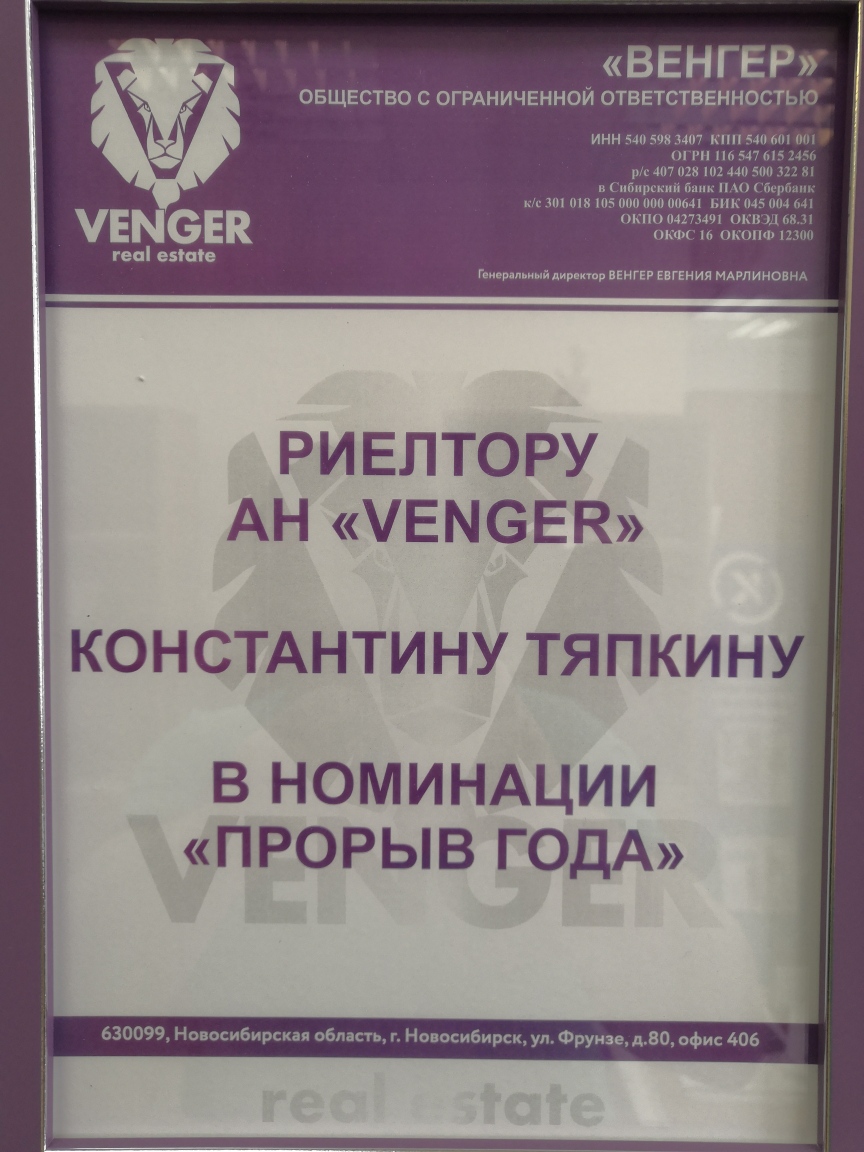 VENGER
real estate
«ВЕНГЕР»
ОБЩЕСТВО С ОГРАНИЧЕННОЙ ОТВЕТСТВЕННОСТЬЮ
ИНН 540 598 3407 КПП 540 601 001
ОГРН 116 547 615 2456
р/с 407 028 102 440 500 322 81
в Сибирский банк ПАО Сбербанк
к/с 301 018 105 000 000 00641 БИК 045 004 641
ОКПО 04273491 ОКВЭД 68.31
ОКФС 16 ОКОПФ 12300
Генеральный директор ВЕНГЕР ЕВГЕНИЯ МАРЛИНОВНА
РИЕЛТОРУ
АН «VENGER»
КОНСТАНТИНУ ТЯПКИНУ
В НОМИНАЦИИ
«ПРОРЫВ ГОДА»
VENGER
630099, Новосибирская область, г. Новосибирск, ул. Фрунзе, д.80, офис 406
real estate